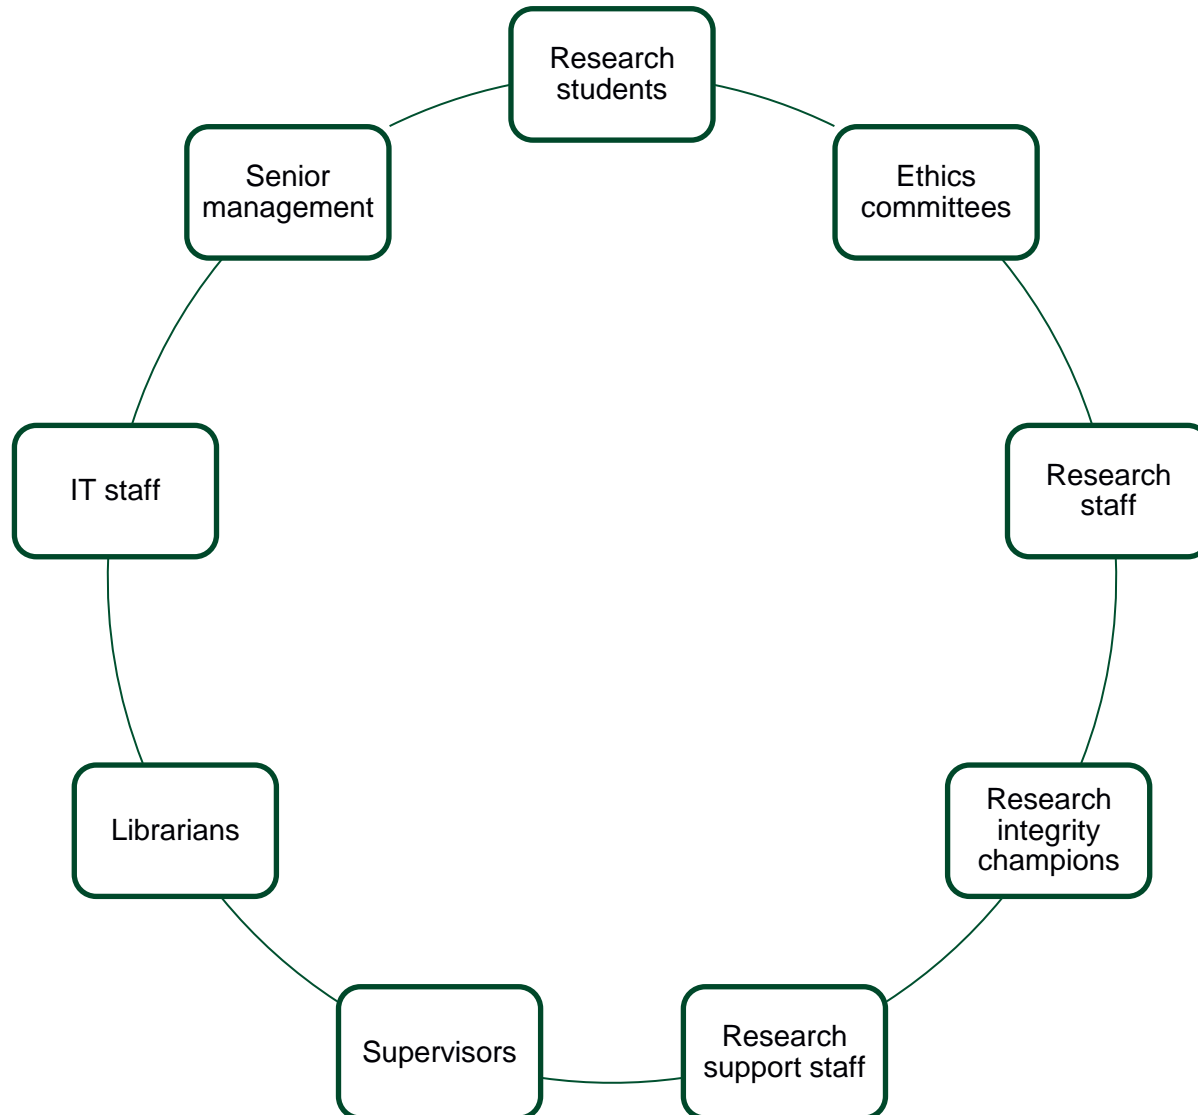 Research
students
Ethics
committees
Research
staff
Research
integrity
champions
Research
support staff
Supervisors
Librarians
IT staff
Senior
management